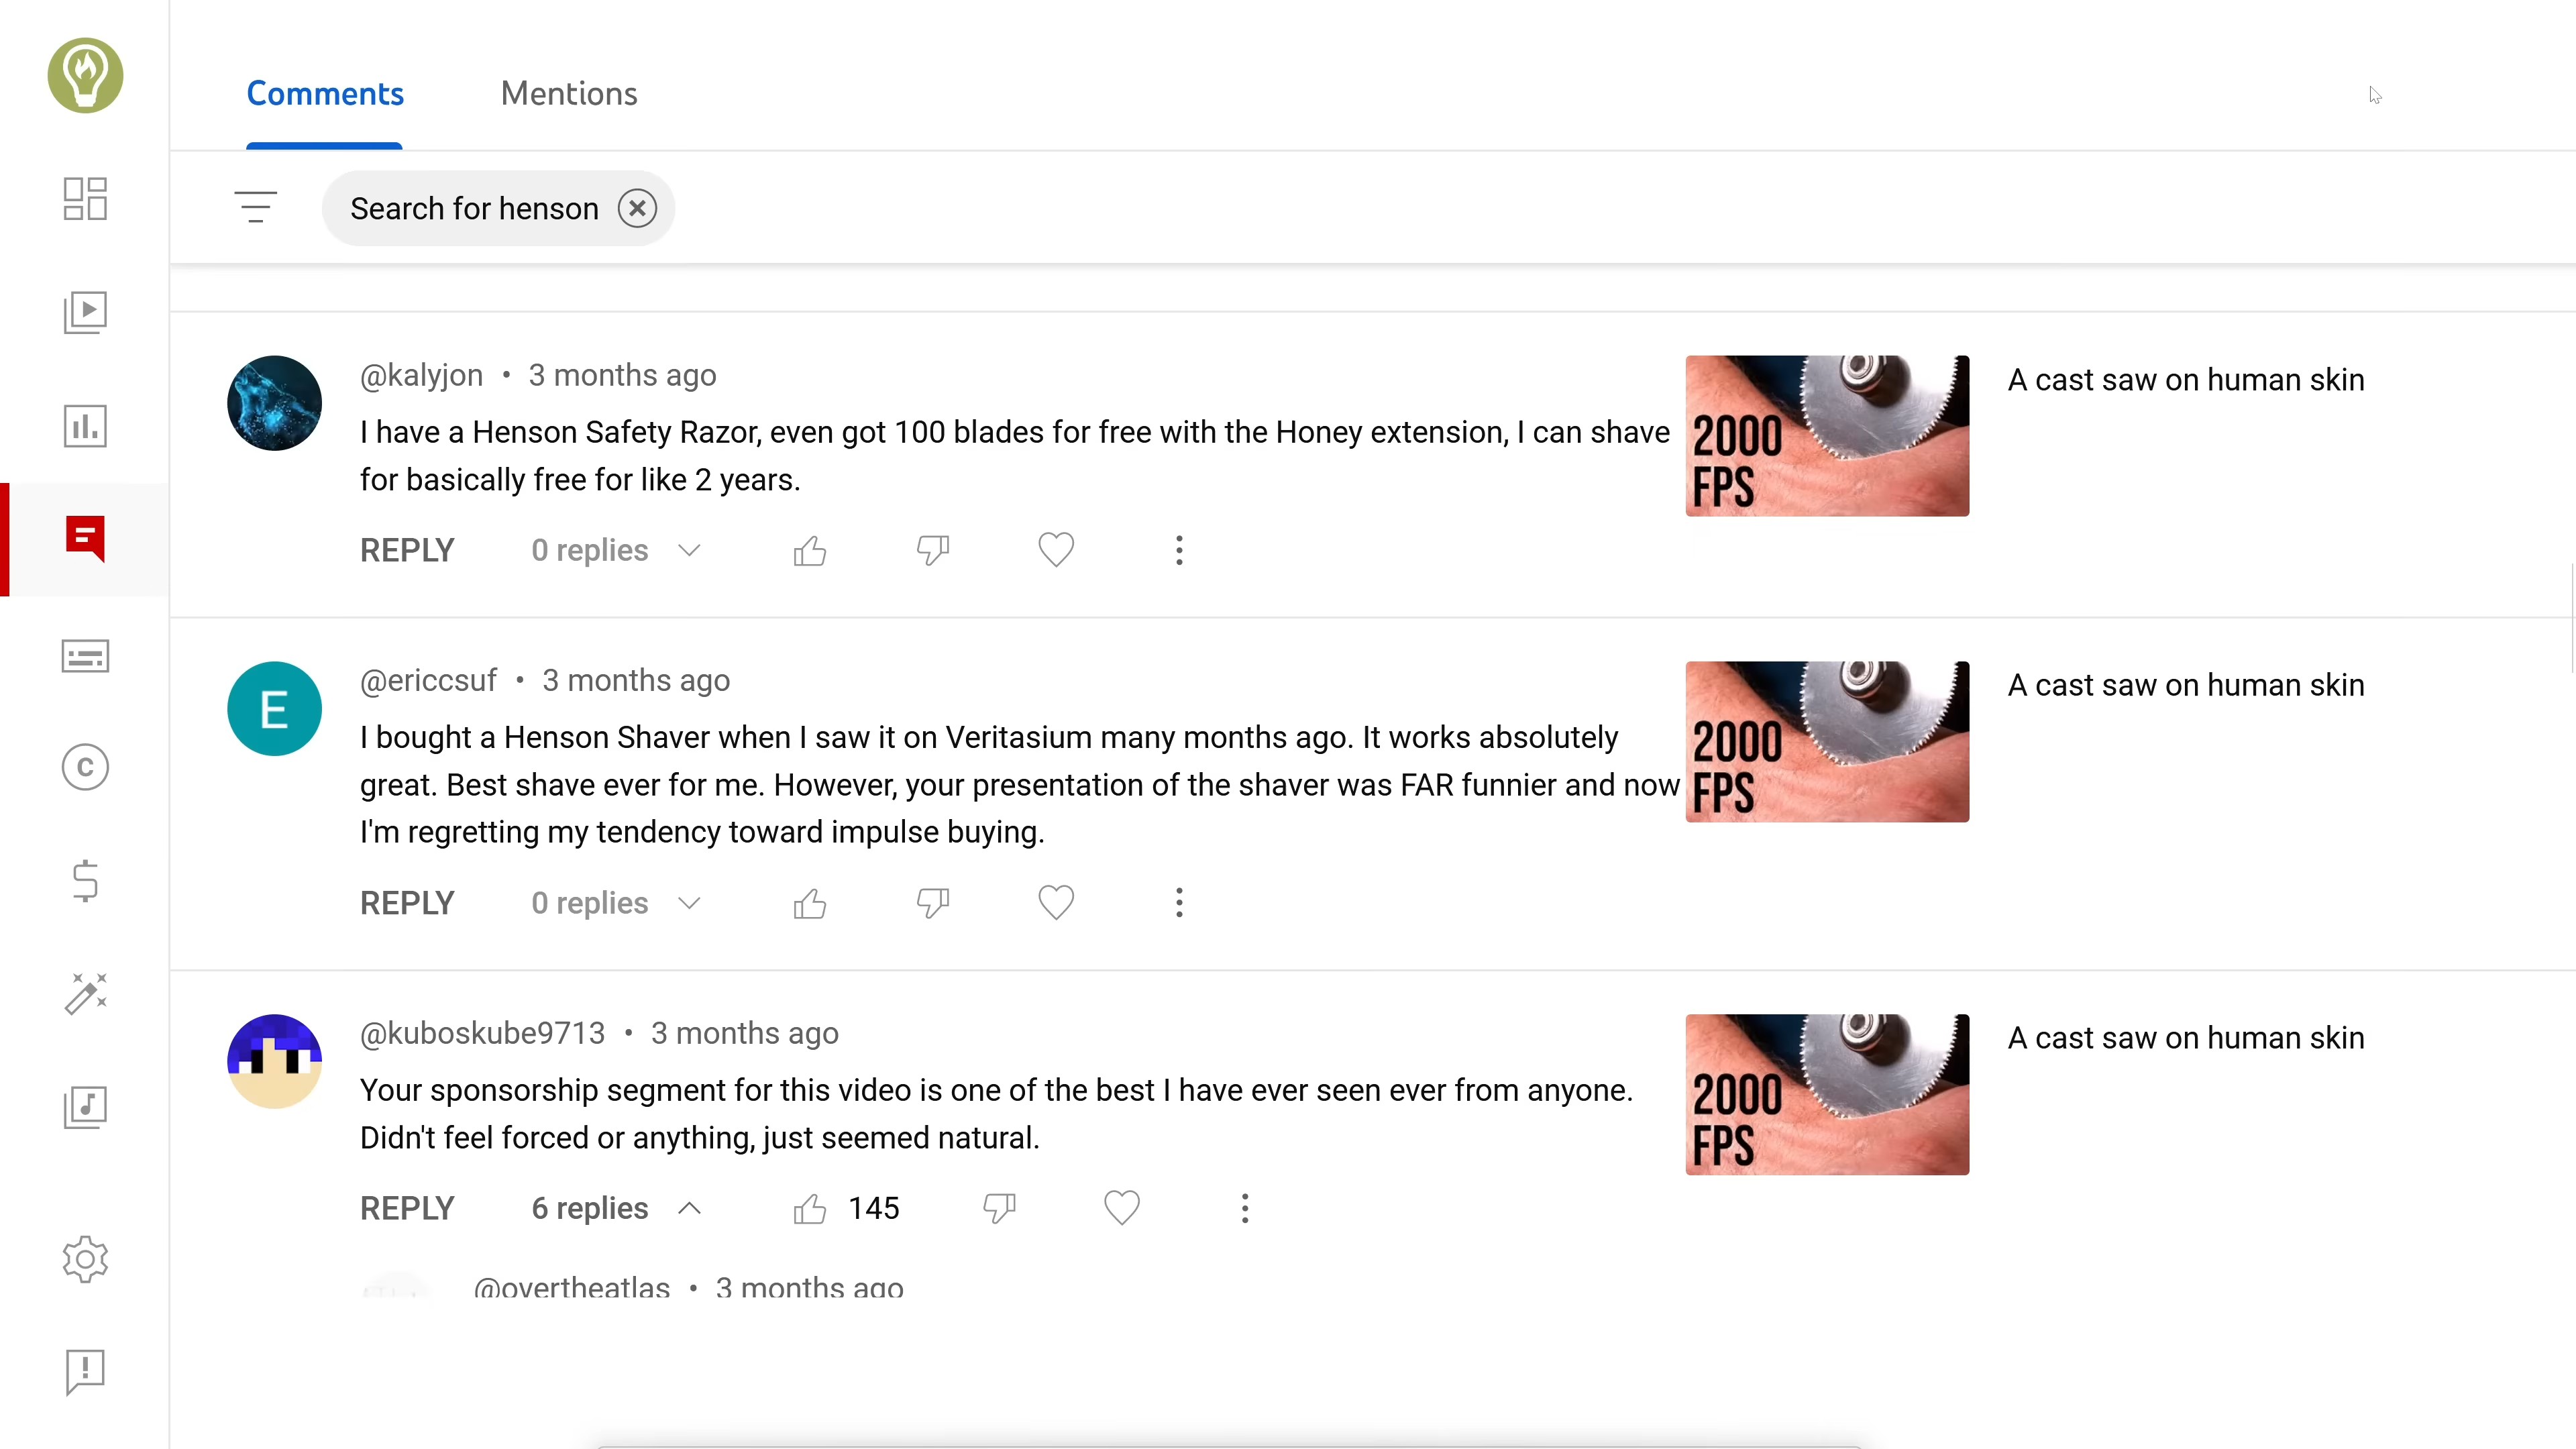 Comments
Mentions
Search for henson
@kalyjon • 3 months ago
I have a Henson Safety Razor, even got 100 blades for free with the Honey extension, I can shave
for basically free for like 2 years.
REPLY
0 replies
2000
FPS
A cast saw on human skin
E
@ericcsuf • 3 months ago
I bought a Henson Shaver when I saw it on Veritasium many months ago. It works absolutely
great. Best shave ever for me. However, your presentation of the shaver was FAR funnier and now
I'm regretting my tendency toward impulse buying.
REPLY
0 replies
2000
FPS
A cast saw on human skin
@kuboskube9713 • 3 months ago
Your sponsorship segment for this video is one of the best I have ever seen ever from anyone.
Didn't feel forced or anything, just seemed natural.
REPLY
6 replies
145
2000
FPS
A cast saw on human skin
@overtheatlas • 3 months ago